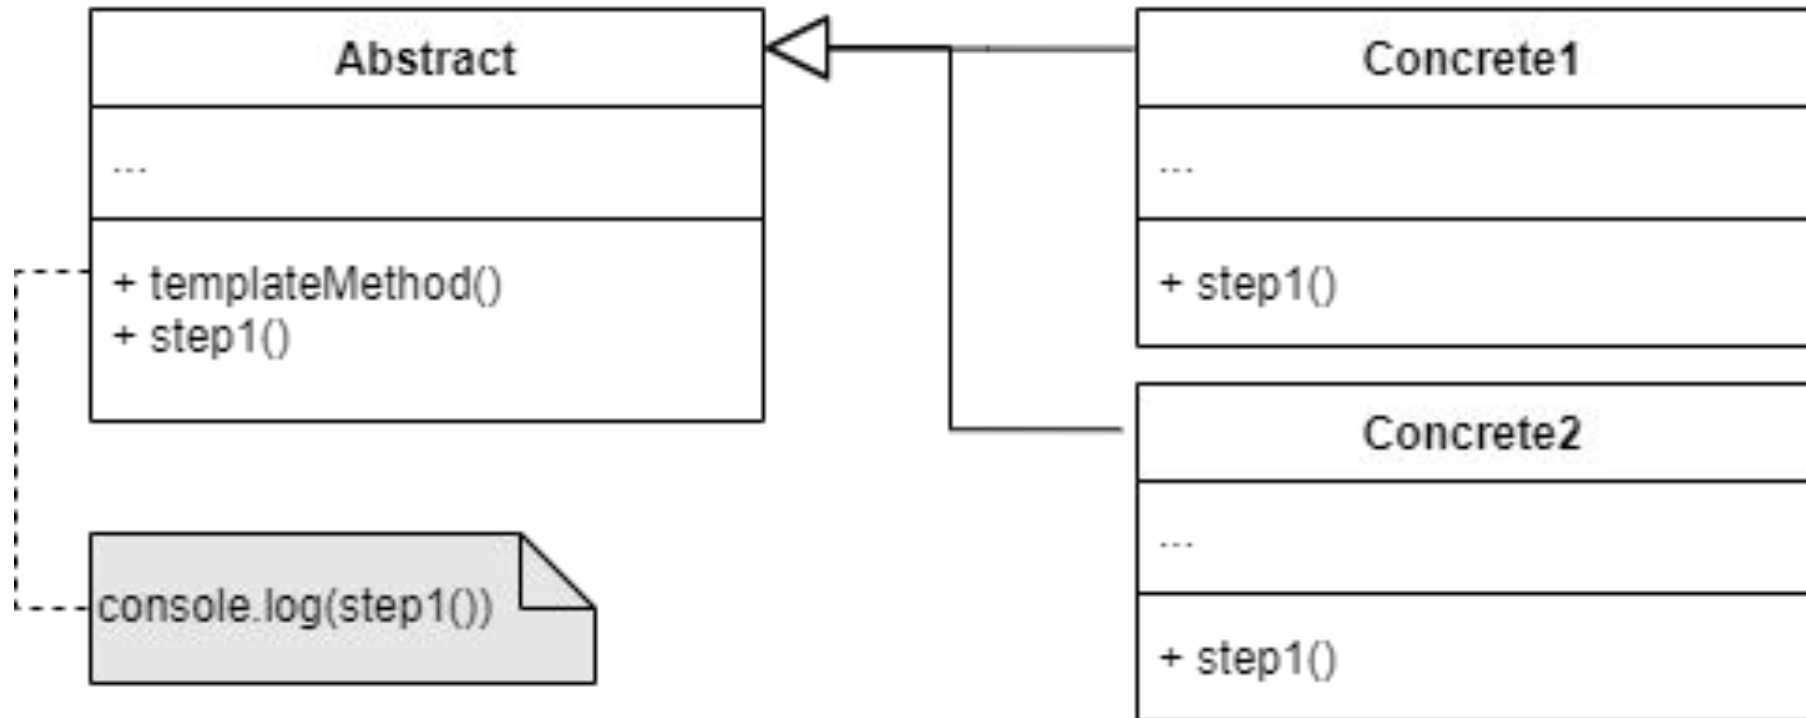 Abstract
...
+ templateMethod()
+ step1()
console.log(step1())
Concrete1
...
+ step1()
Concrete2
...
+ step1()